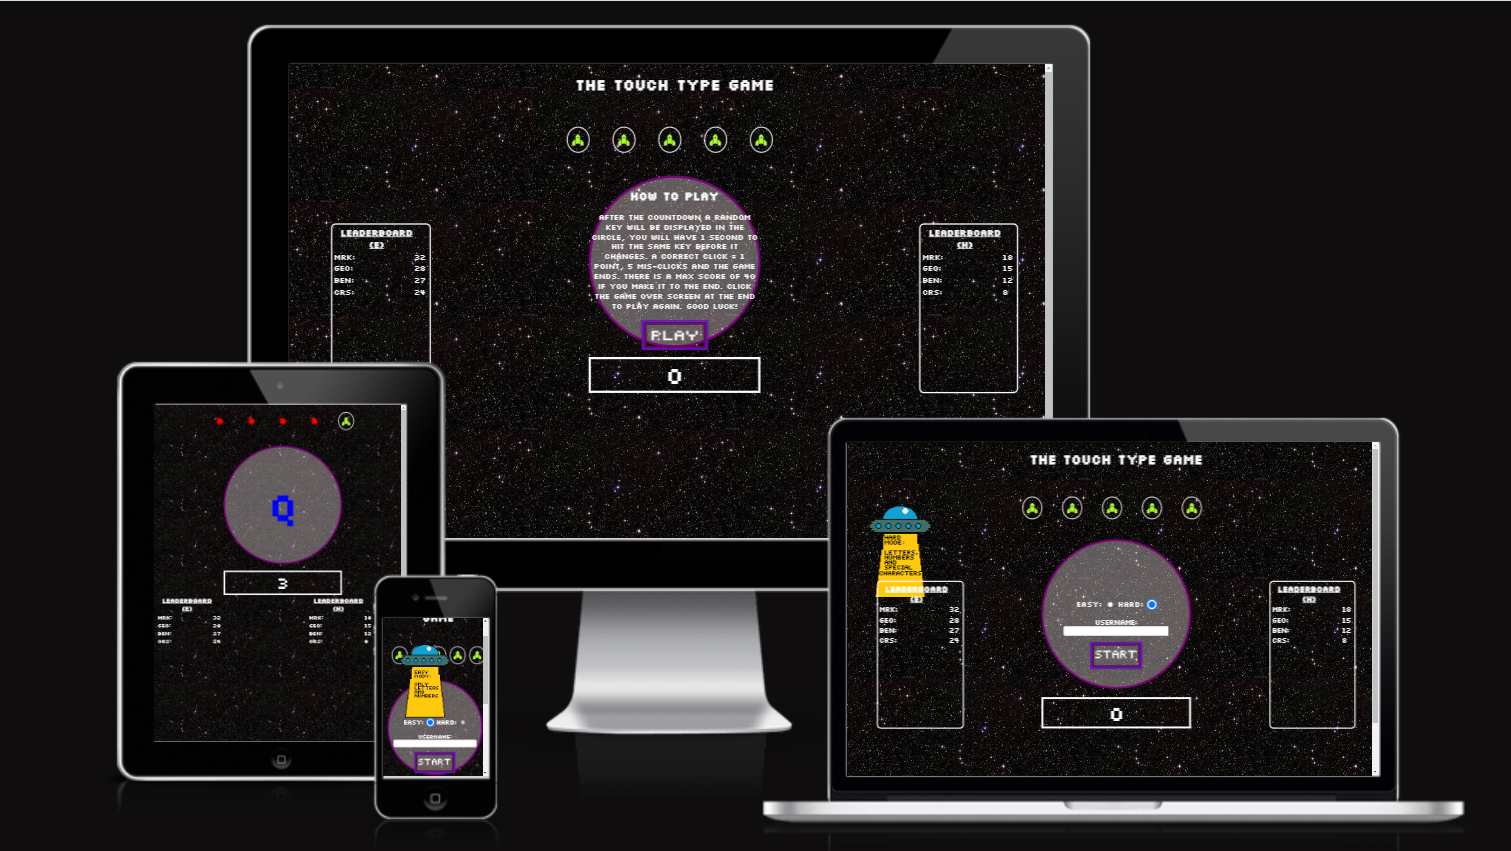 THE TOUCH TYPE GAME
HOW TO PLAY
AFTER THE COUNTDOWN A RANDOM
KEY WILL BE DISPLAYED IN THE
CIRCLE, YOU WILL HAVE 1 SECOND TO
HIT THE SAME KEY BEFORE IT
CHANGES. A CORRECT CLICK = 1
POINT, 5 MIS-CLICKS AND THE GAME
ENDS. THERE IS A MAX SCORE OF 40
IF YOU MAKE IT TO THE END. CLICK
THE GAME OVER SCREEN AT THE END
TO PLAY AGAIN. GOOD LUCK!
PLAY
0
LEADERBOARD
(E)
MRK: 32
GEO: 28
BEN: 27
CRS: 24
LEADERBOARD
(H)
MRK: 18
GEO: 15
BEN: 12
CRS: 8
Q
3
LEADERBOARD
(E)
MRK: 32
GEO: 28
BEN: 27
CRS: 24
LEADERBOARD
(H)
MRK: 18
GEO: 15
BEN: 12
CRS: 8
GAME
EASY
MODY:
ONLY
LETTERS
AND
NUMBERS
EASY: HARD:
USERNAME:
START
THE TOUCH TYPE GAME
HARD
MODE:
LETTERS,
NUMBERS
AND
SPECIAL
CHARACTERS
LEADERBOARD
(E)
MRK: 32
GEO: 28
BEN: 27
CRS: 24
EASY: HARD:
USERNAME:
START
0
LEADERBOARD
(H)
MRK: 18
GEO: 15
BEN: 12
CRS: 8